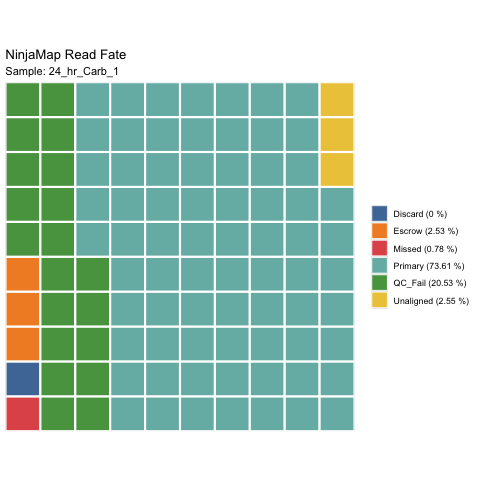 NinjaMap Read Fate
Sample: 24_hr_Carb_1
Discard (0 %)
Escrow (2.53 %)
Missed (0.78 %)
Primary (73.61 %)
QC_Fail (20.53 %)
Unaligned (2.55 %)